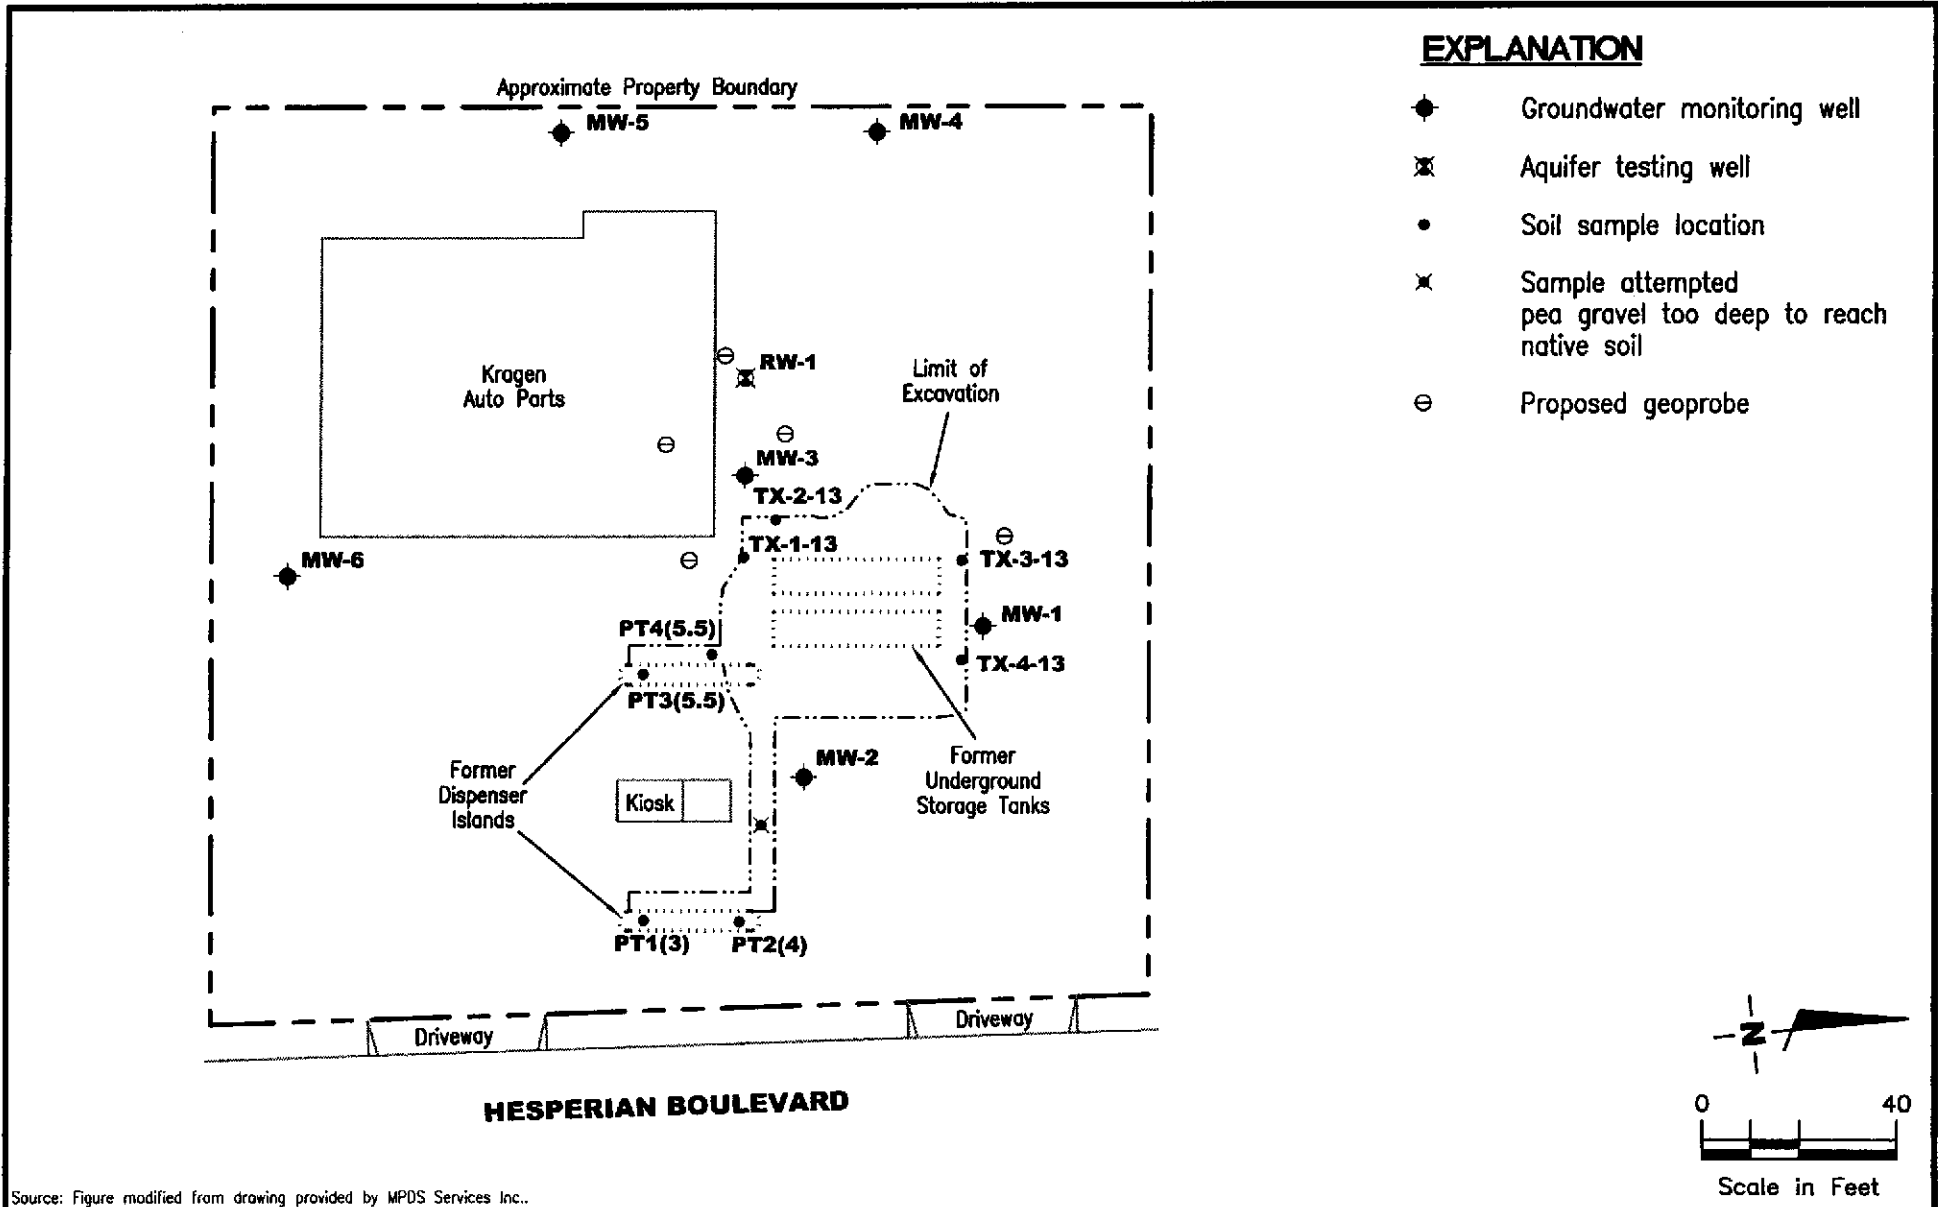 EXPLANATION
Approximate Property Boundary
MW-5
MW-4
Groundwater monitoring well
Aquifer testing well
Soil sample location
Sample attempted
pea gravel too deep to reach
native soil
Proposed geoprobe
RW-1
Kragen
Auto Parts
Limit of
Excavation
MW-3
TX-2-13
TX-1-13
TX-3-13
MW-6
MW-1
PT4(5.5)
TX-4-13
PT3(5.5)
MW-2
Former
Underground
Storage Tanks
Former
Dispenser
Islands
Kiosk
PT1(3)
PT2(4)
Driveway
Driveway
HESPERIAN BOULEVARD
N
0 40
Scale in Feet
Source: Figure modified from drawing provided by MPDS Services Inc..